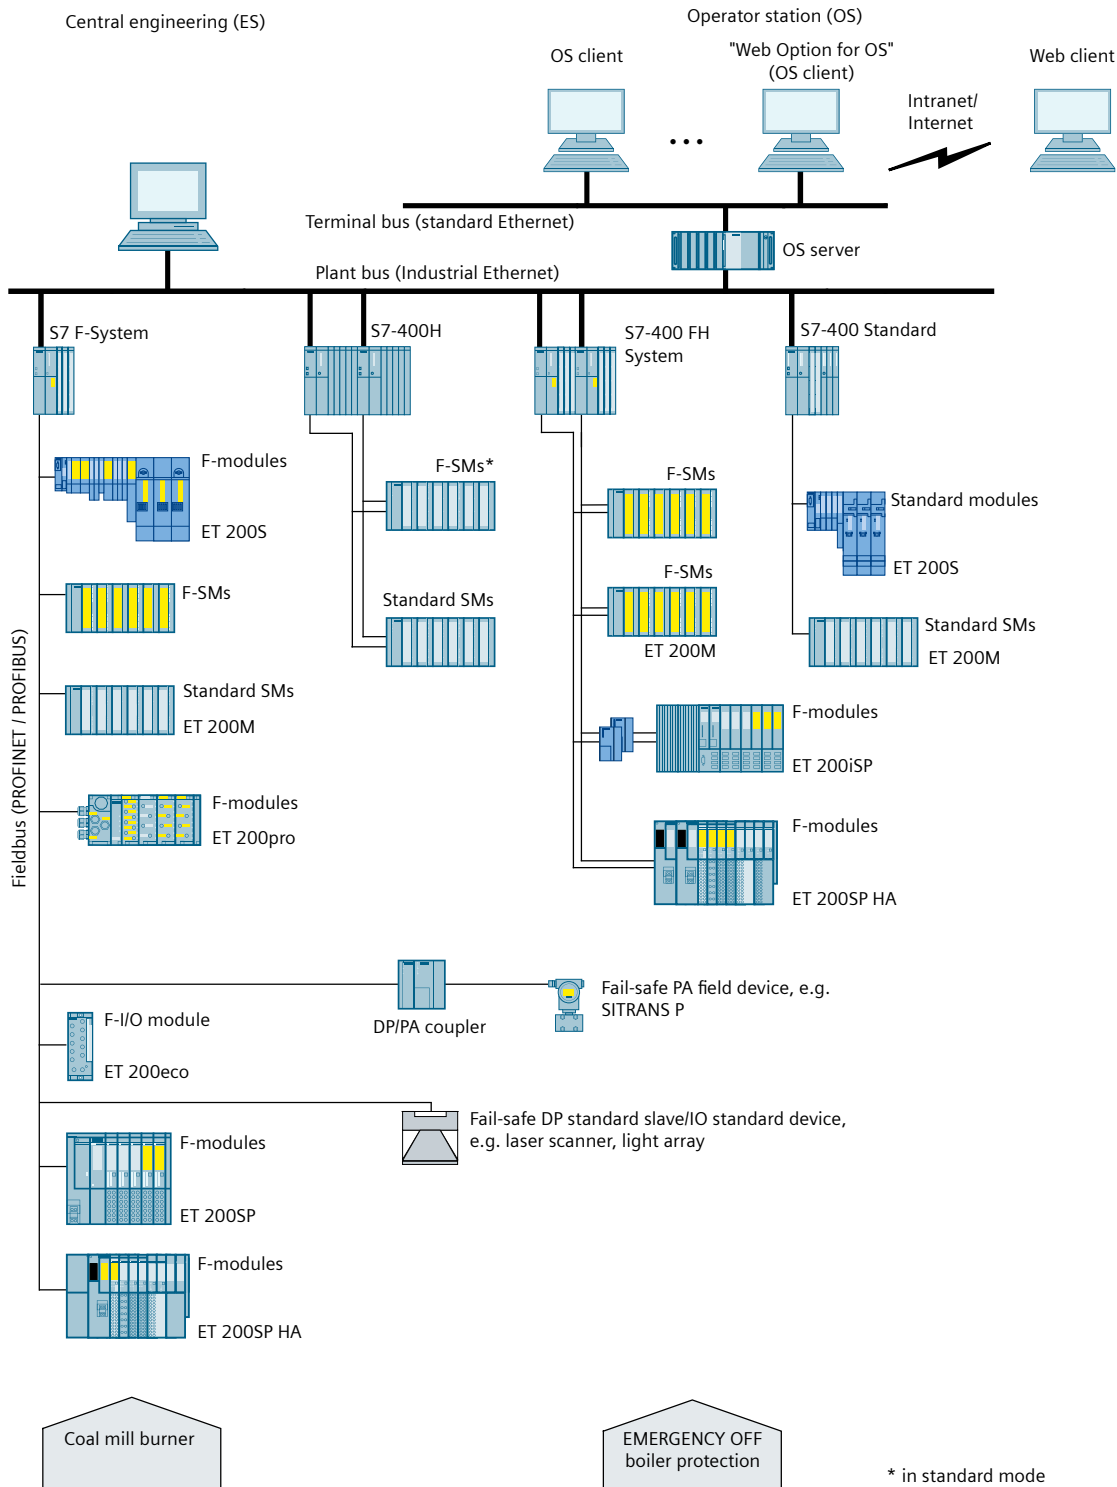 Central engineering (ES)
Operator station (OS)
OS client
"Web Option for OS"
(OS client)
Web client
Intranet/
Internet
Terminal bus (standard Ethernet)
OS server
Plant bus (Industrial Ethernet)
S7 F-System
S7-400H
S7-400 FH
System
S7-400 Standard
Fieldbus (PROFINET / PROFIBUS)
F-modules
ET 200S
F-SMs
Standard SMs
ET 200M
F-modules
ET 200pro
F-SMs*
Standard SMs
F-SMs
F-SMs
ET 200M
F-modules
ET 200iSP
F-modules
ET 200SP HA
Standard modules
ET 200S
Standard SMs
ET 200M
DP/PA coupler
Fail-safe PA field device, e.g.
SITRANS P
F-I/O module
ET 200eco
Fail-safe DP standard slave/IO standard device,
e.g. laser scanner, light array
F-modules
ET 200SP
F-modules
ET 200SP HA
Coal mill burner
EMERGENCY OFF
boiler protection
* in standard mode